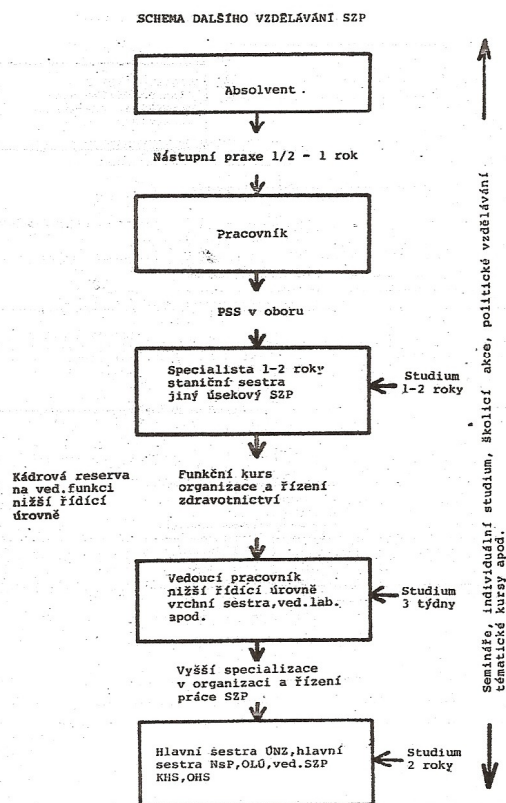 SCHEMA DALŠÍHO VZDĚLÁVÁNÍ SZP
Absolvent .
Nástupní praxe 1/2 - 1 rok
Pracovník
PSS v oboru
Specialista 1-2 roky
staniční sestra
jiný úsekový SZP
Studium
1-2 roky
Kádrová reserva
na ved.funkci
nižší řídící
úrovně
Funkční kurs
organizace a řízení
zdravotnictví
Vedoucí pracovník
nižší řídící úrovně
vrchní sestra,ved.lab.
apod.
Studium
3 týdny
Vyšší specializace
v organizaci a řízení
práce SZP
Hlavní sestra ÚNZ,hlavní
sestra NsP,OLÚ,ved.SZP
KHS,OHS
Studium
2 roky
Semináře, individuální studium, školicí akce, politické vzdělávání
tématické kursy apod.